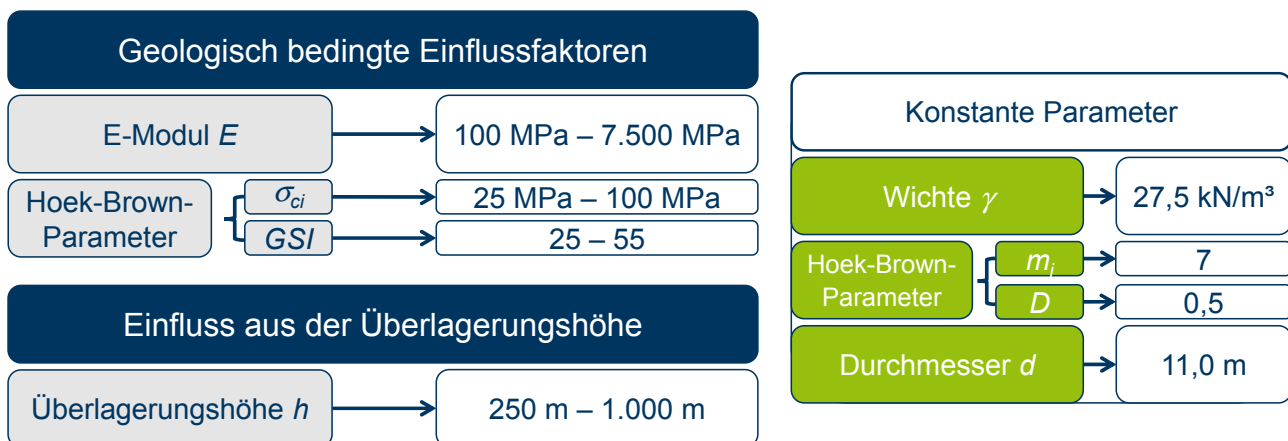 Geologisch bedingte Einflussfaktoren
E-Modul E
100 MPa – 7.500 MPa
Hoek-Brown-
Parameter
σci
25 MPa – 100 MPa
GSI
25 – 55
Einfluss aus der Überlagerungshöhe
Überlagerungshöhe h
250 m – 1.000 m
Konstante Parameter
Wichte γ
27,5 kN/m³
Hoek-Brown-
Parameter
mi
7
D
0,5
Durchmesser d
11,0 m